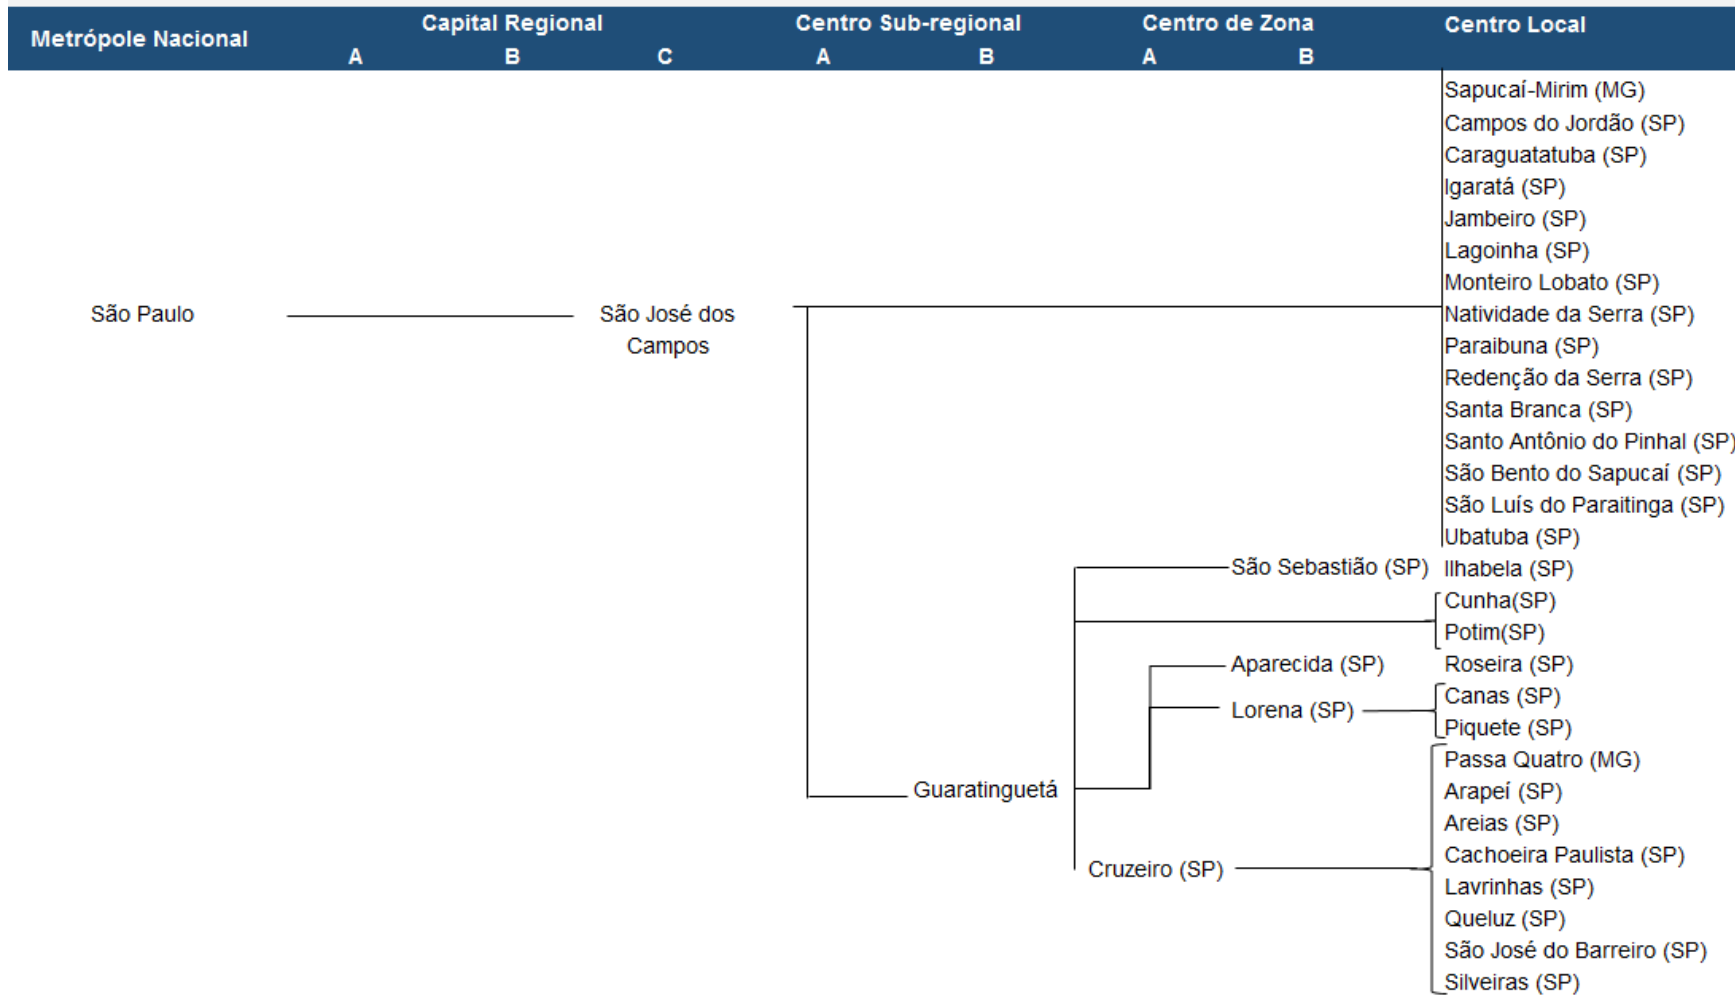 Metrópole Nacional
Capital Regional
Centro Sub-regional
Centro de Zona
Centro Local
A
B
C
A
B
A
B
Sapucaí-Mirim (MG)
Campos do Jordão (SP)
Caraguatatuba (SP)
Igaratá (SP)
Jambeiro (SP)
Lagoinha (SP)
Monteiro Lobato (SP)
São Paulo
São José dos
Campos
Natividade da Serra (SP)
Paraibuna (SP)
Redenção da Serra (SP)
Santa Branca (SP)
Santo Antônio do Pinhal (SP)
São Bento do Sapucaí (SP)
São Luís do Paraitinga (SP)
Ubatuba (SP)
São Sebastião (SP)
Ilhabela (SP)
Cunha(SP)
Potim(SP)
Aparecida (SP)
Roseira (SP)
Lorena (SP)
Canas (SP)
Piquete (SP)
Guaratinguetá
Passa Quatro (MG)
Arapeí (SP)
Areias (SP)
Cachoeira Paulista (SP)
Cruzeiro (SP)
Lavrinhas (SP)
Queluz (SP)
São José do Barreiro (SP)
Silveiras (SP)